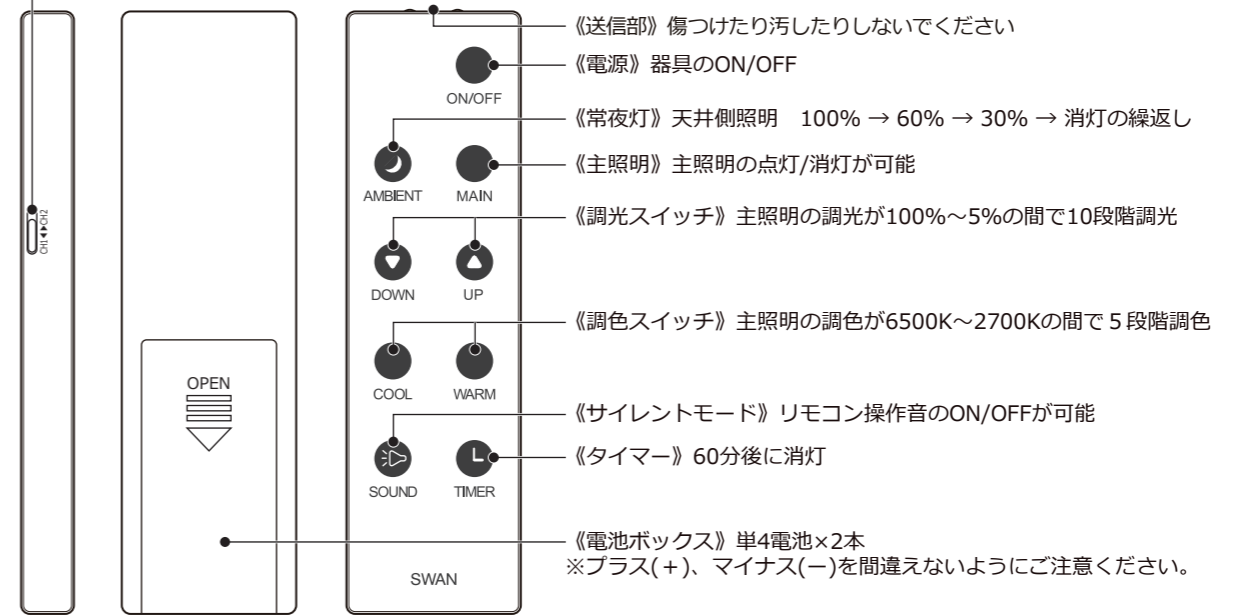 《送信部》傷つけたり汚したりしないでください
《電源》器具のON/OFF
ON/OFF
《常夜灯》天井側照明　100% → 60% → 30% → 消灯の繰返し
《主照明》主照明の点灯/消灯が可能
AMBIENT MAIN
CH1 ◀▶ CH2
《調光スイッチ》主照明の調光が100%～5%の間で10段階調光
DOWN UP
《調色スイッチ》主照明の調色が6500K～2700Kの間で５段階調色
OPEN
COOL WARM
《サイレントモード》リモコン操作音のON/OFFが可能
《タイマー》60分後に消灯
SOUND TIMER
《電池ボックス》単4電池×2本
※プラス(＋)、マイナス(ー)を間違えないようにご注意ください。
SWAN